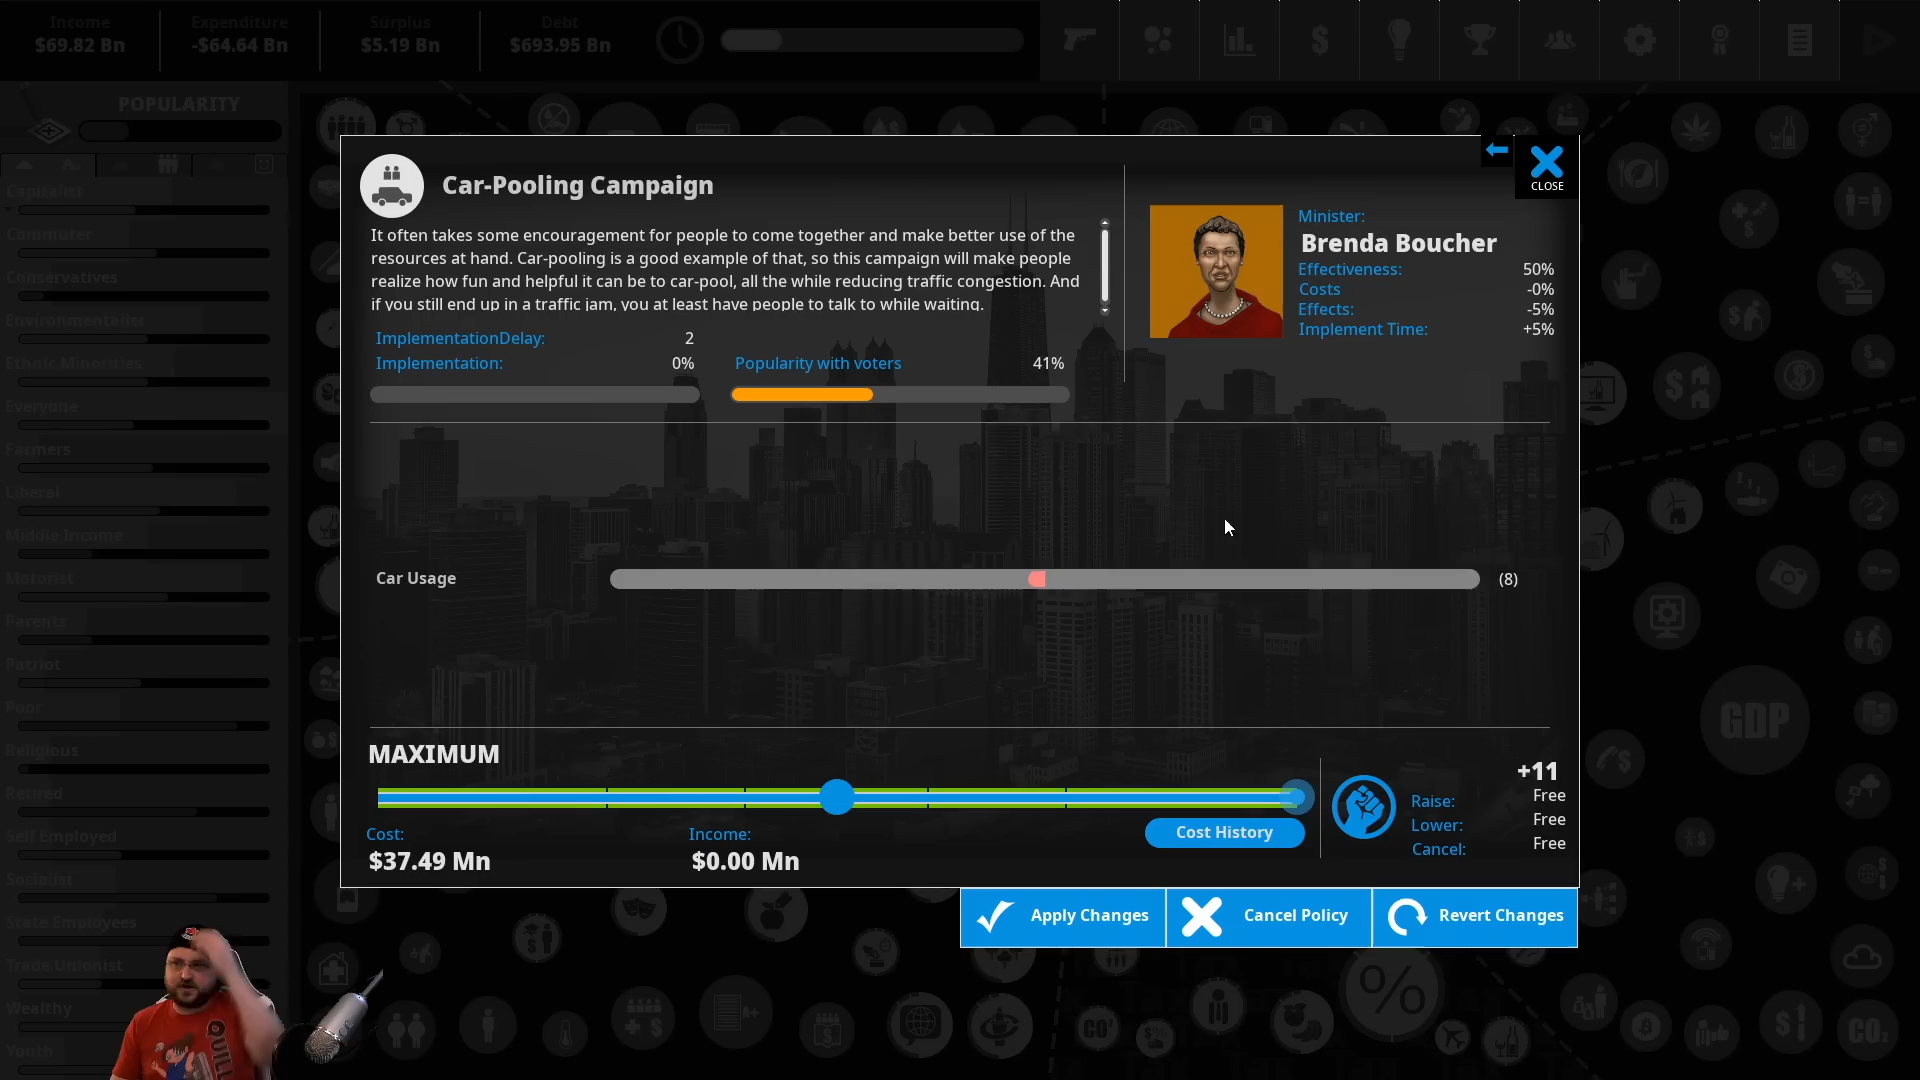 Income
$69.82 Bn
Expenditure
-$64.64 Bn
Surplus
$5.19 Bn
Debt
$693.95 Bn
POPULARITY
Capitalist
Commuter
Conservatives
Environmentalist
Ethnic Minorities
Everyone
Farmers
Liberal
Middle Income
Motorist
Parents
Patriot
Poor
Religious
Retired
Self Employed
Socialist
State Employees
Trade Unionist
Wealthy
Youth
Car-Pooling Campaign
It often takes some encouragement for people to come together and make better use of the
resources at hand. Car-pooling is a good example of that, so this campaign will make people
realize how fun and helpful it can be to car-pool, all the while reducing traffic congestion. And
if you still end up in a traffic jam, you at least have people to talk to while waiting.
ImplementationDelay: 2
Implementation: 0%
Popularity with voters 41%
CLOSE
Minister:
Brenda Boucher
Effectiveness: 50%
Costs -0%
Effects: -5%
Implement Time: +5%
Car Usage (8)
MAXIMUM
Cost:
$37.49 Mn
Income:
$0.00 Mn
Cost History
+11
Raise: Free
Lower: Free
Cancel: Free
Apply Changes
Cancel Policy
Revert Changes
GDP
%
CO²
CO²